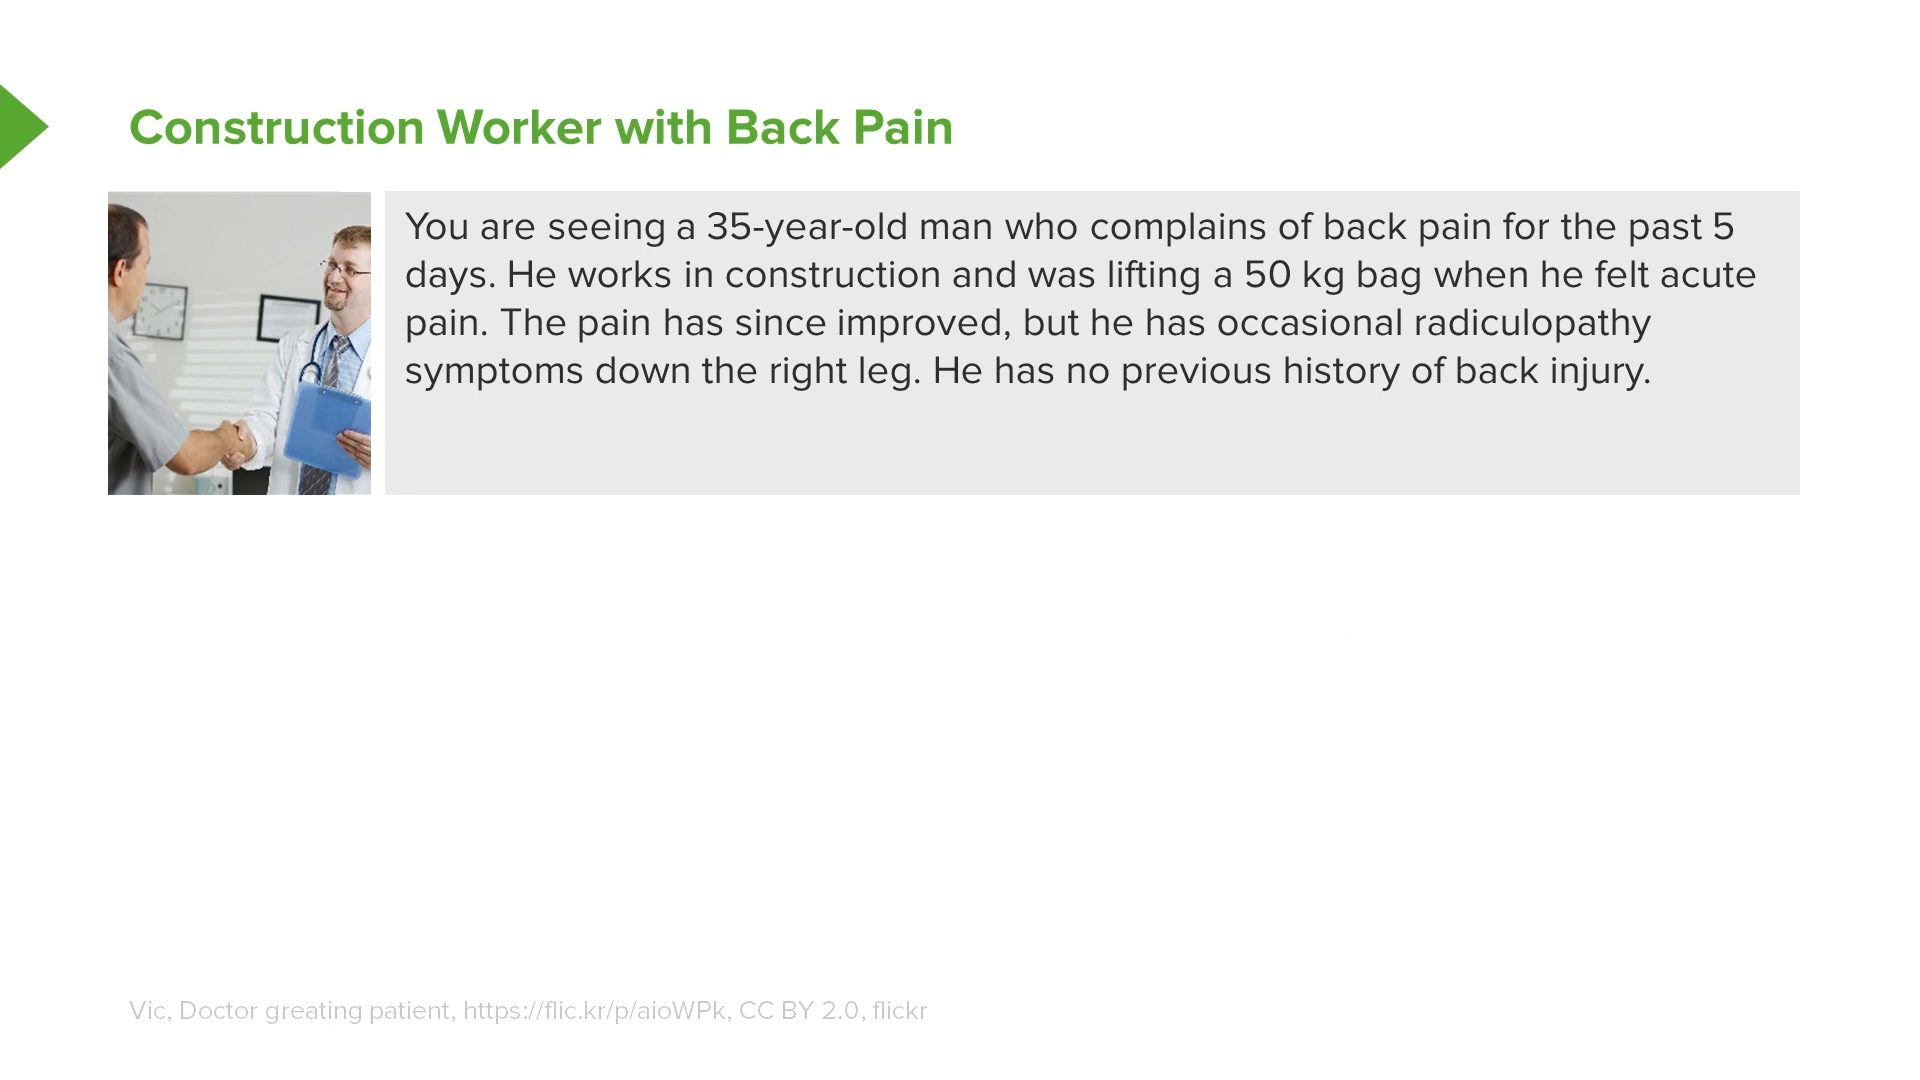 Construction Worker with Back Pain
You are seeing a 35-year-old man who complains of back pain for the past 5
days. He works in construction and was lifting a 50 kg bag when he felt acute
pain. The pain has since improved, but he has occasional radiculopathy
symptoms down the right leg. He has no previous history of back injury.
Vic, Doctor greating patient, https://flic.kr/p/aioWPk, CC BY 2.0, flickr